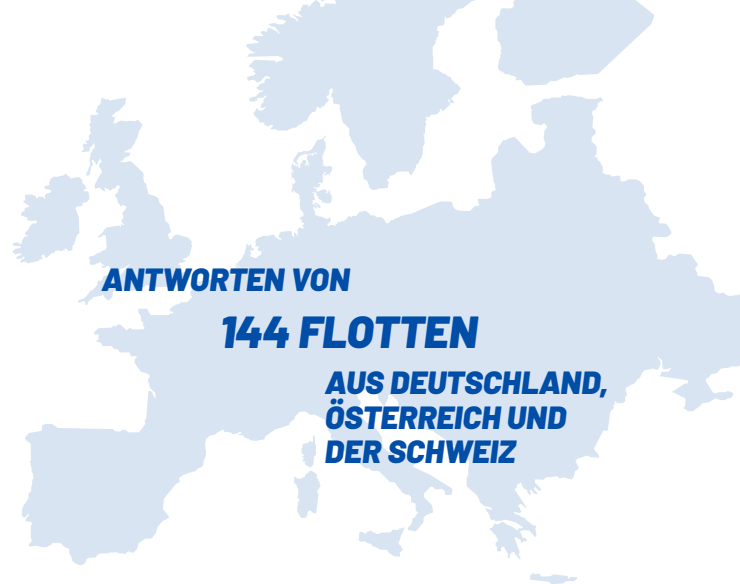 ANTWORTEN VON
144 FLOTTEN
AUS DEUTSCHLAND,
ÖSTERREICH UND
DER SCHWEIZ